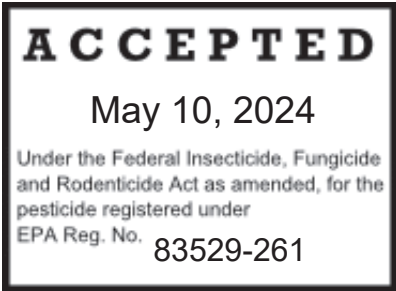 ACCEPTED
May 10, 2024
Under the Federal Insecticide, Fungicide
and Rodenticide Act as amended, for the
pesticide registered under
EPA Reg. No. 83529-261